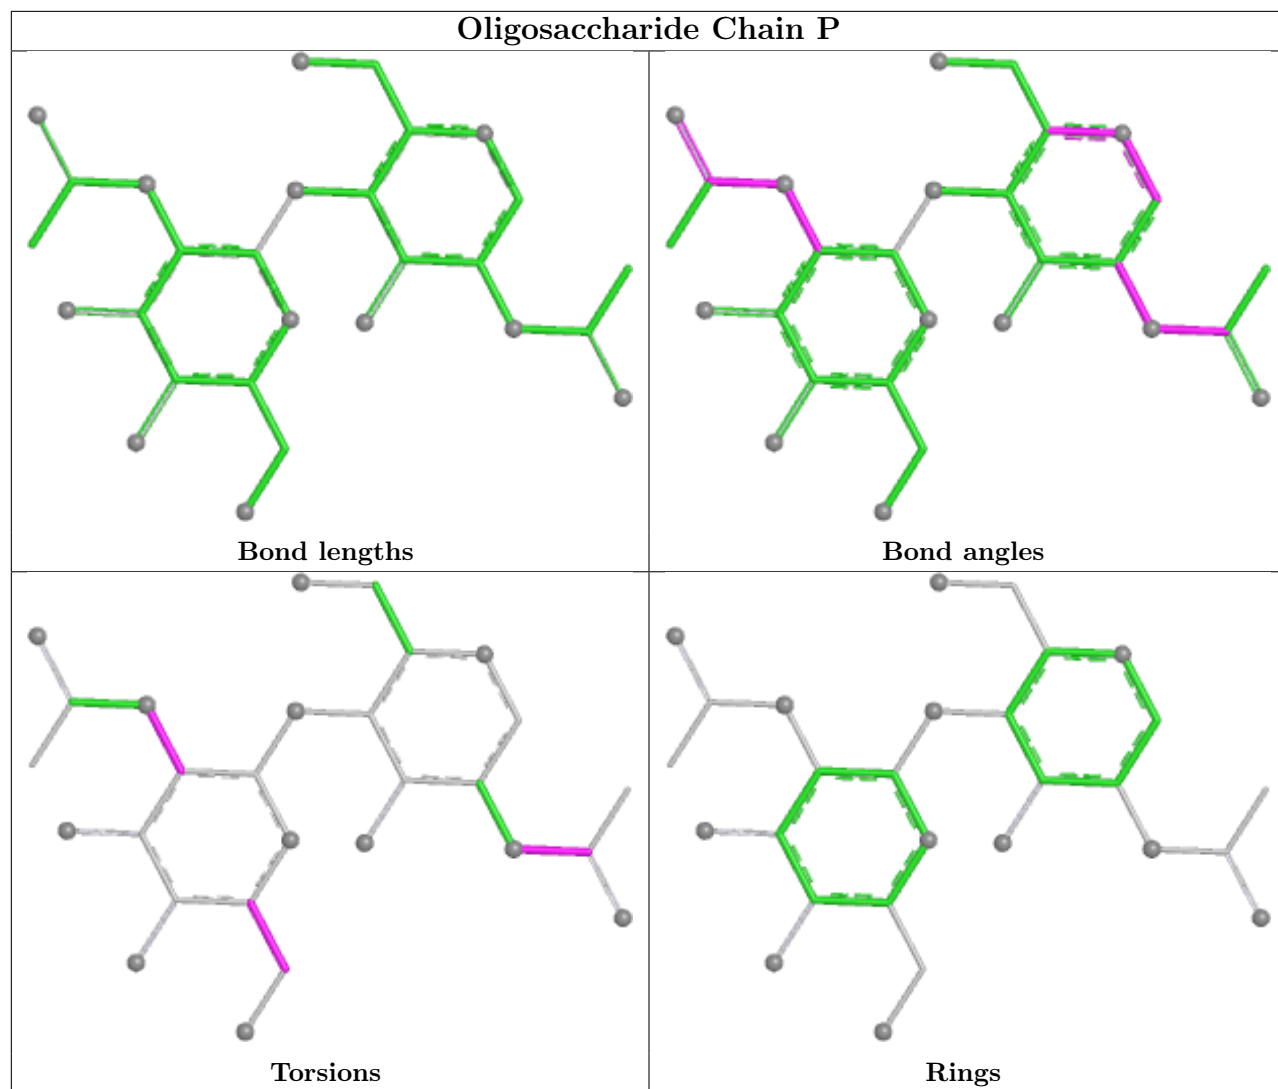 Oligosaccharide Chain P
Bond lengths
Bond angles
Torsions
Rings